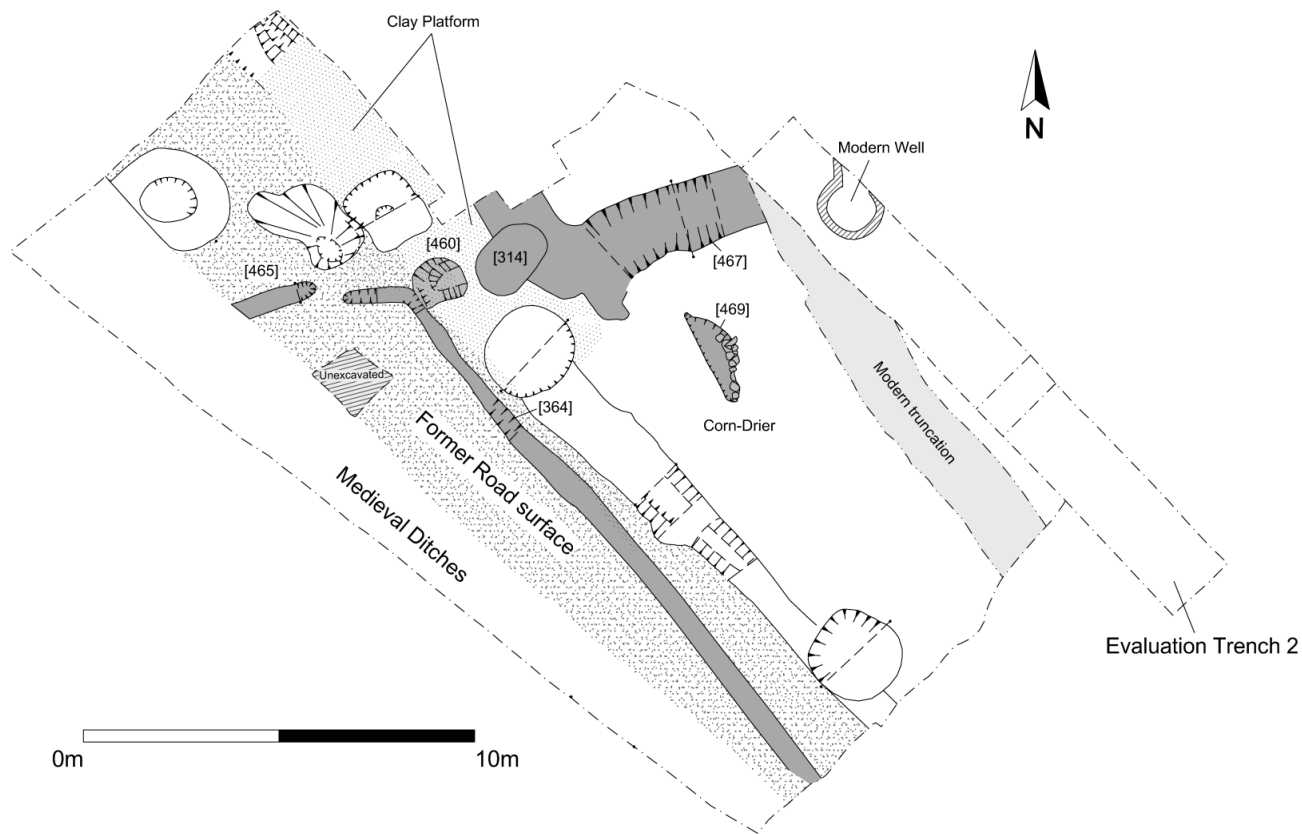 Clay Platform
N
Modern Well
[460]
[314]
[465]
[467]
[469]
Unexcavated
[364]
Corn-Drier
Modern truncation
Former Road surface
Medieval Ditches
Evaluation Trench 2
0m
10m